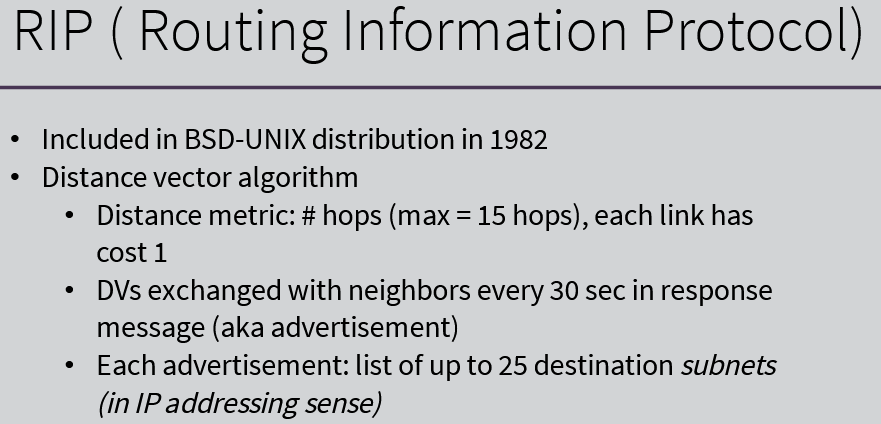 RIP ( Routing Information Protocol)
• Included in BSD-UNIX distribution in 1982
• Distance vector algorithm
• Distance metric: # hops (max = 15 hops), each link has
cost 1
• DVs exchanged with neighbors every 30 sec in response
message (aka advertisement)
• Each advertisement: list of up to 25 destination subnets
(in IP addressing sense)